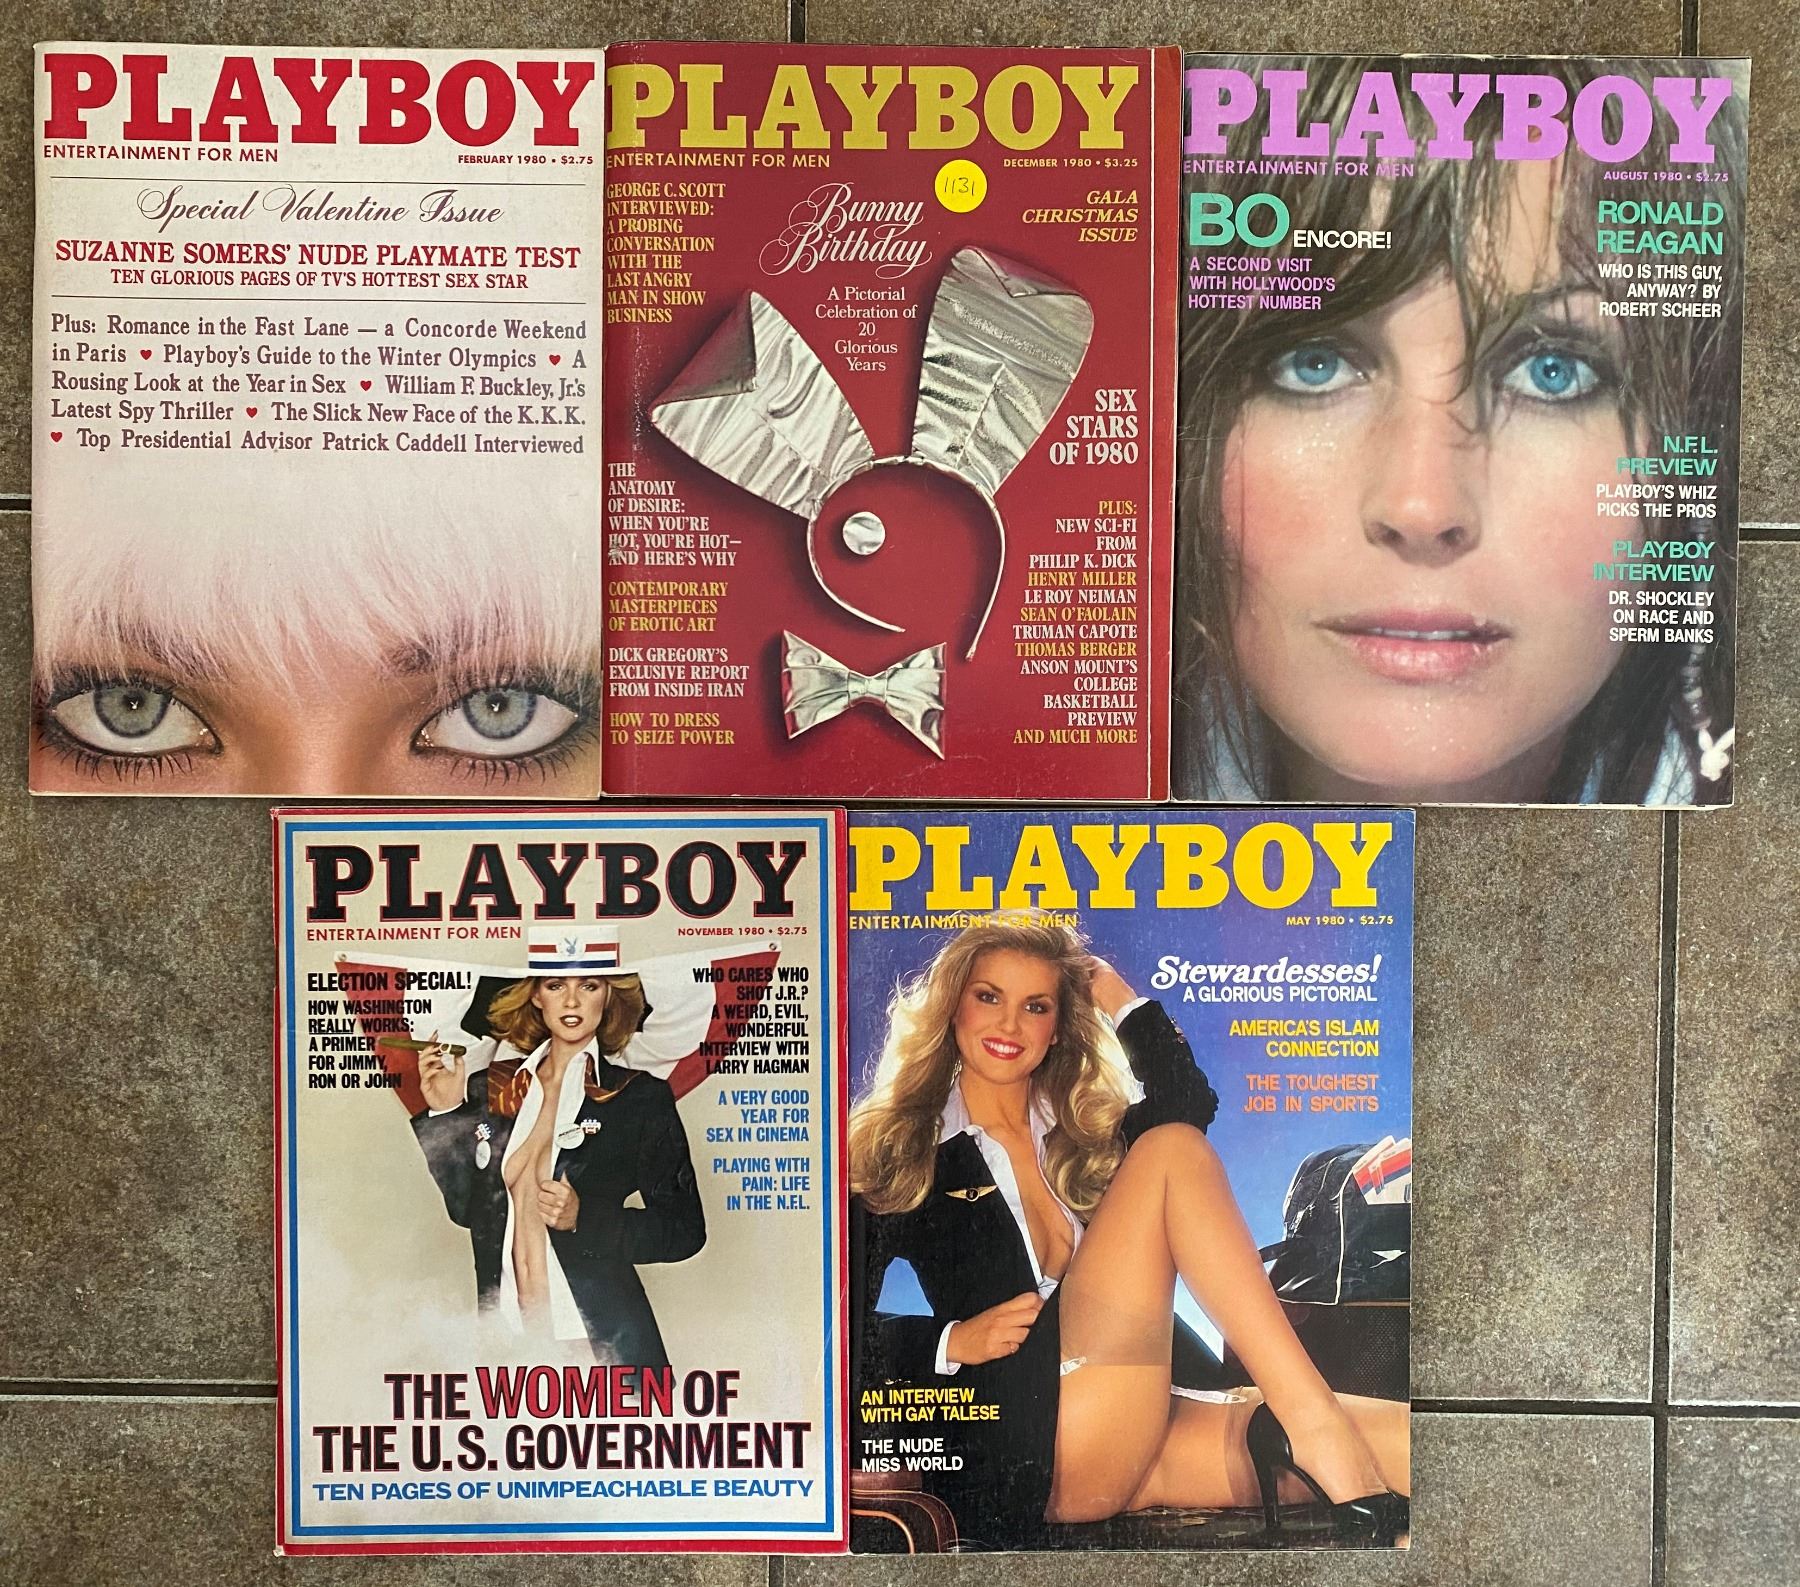 PLAYBOY
ENTERTAINMENT FOR MEN
FEBRUARY 1980 • $2.75
Special Valentine Issue
SUZANNE SOMERS' NUDE PLAYMATE TEST
TEN GLORIOUS PAGES OF TV'S HOTTEST SEX STAR
Plus: Romance in the Fast Lane — a Concorde Weekend
in Paris ♥ Playboy's Guide to the Winter Olympics ♥ A
Rousing Look at the Year in Sex ♥ William F. Buckley, Jr.'s
Latest Spy Thriller ♥ The Slick New Face of the K.K.K.
♥ Top Presidential Advisor Patrick Caddell Interviewed
PLAYBOY
ENTERTAINMENT FOR MEN
DECEMBER 1980 • $3.25
1131
GEORGE C. SCOTT
INTERVIEWED:
A PROBING
CONVERSATION
WITH THE
LAST ANGRY
MAN IN SHOW
BUSINESS
Bunny
Birthday
A Pictorial
Celebration of
20
Glorious
Years
GALA
CHRISTMAS
ISSUE
SEX
STARS
OF 1980
THE
ANATOMY
OF DESIRE:
WHEN YOU'RE
HOT, YOU'RE HOT—
AND HERE'S WHY
CONTEMPORARY
MASTERPIECES
OF EROTIC ART
DICK GREGORY'S
EXCLUSIVE REPORT
FROM INSIDE IRAN
HOW TO DRESS
TO SEIZE POWER
PLUS:
NEW SCI-FI
FROM
PHILIP K. DICK
HENRY MILLER
LE ROY NEIMAN
SEAN O'FAOLAIN
TRUMAN CAPOTE
THOMAS BERGER
ANSON MOUNT'S
COLLEGE
BASKETBALL
PREVIEW
AND MUCH MORE
PLAYBOY
ENTERTAINMENT FOR MEN
AUGUST 1980 • $2.75
BO ENCORE!
A SECOND VISIT
WITH HOLLYWOOD'S
HOTTEST NUMBER
RONALD
REAGAN
WHO IS THIS GUY,
ANYWAY? BY
ROBERT SCHEER
N.F.L.
PREVIEW
PLAYBOY'S WHIZ
PICKS THE PROS
PLAYBOY
INTERVIEW
DR. SHOCKLEY
ON RACE AND
SPERM BANKS
PLAYBOY
ENTERTAINMENT FOR MEN
NOVEMBER 1980 • $2.75
ELECTION SPECIAL!
HOW WASHINGTON
REALLY WORKS:
A PRIMER
FOR JIMMY,
RON OR JOHN
WHO CARES WHO
SHOT J.R.?
A WEIRD, EVIL,
WONDERFUL
INTERVIEW WITH
LARRY HAGMAN
A VERY GOOD
YEAR FOR
SEX IN CINEMA
PLAYING WITH
PAIN: LIFE
IN THE N.F.L.
THE WOMEN OF
THE U.S. GOVERNMENT
TEN PAGES OF UNIMPEACHABLE BEAUTY
PLAYBOY
ENTERTAINMENT FOR MEN
MAY 1980 • $2.75
Stewardesses!
A GLORIOUS PICTORIAL
AMERICA'S ISLAM
CONNECTION
THE TOUGHEST
JOB IN SPORTS
AN INTERVIEW
WITH GAY TALESE
THE NUDE
MISS WORLD